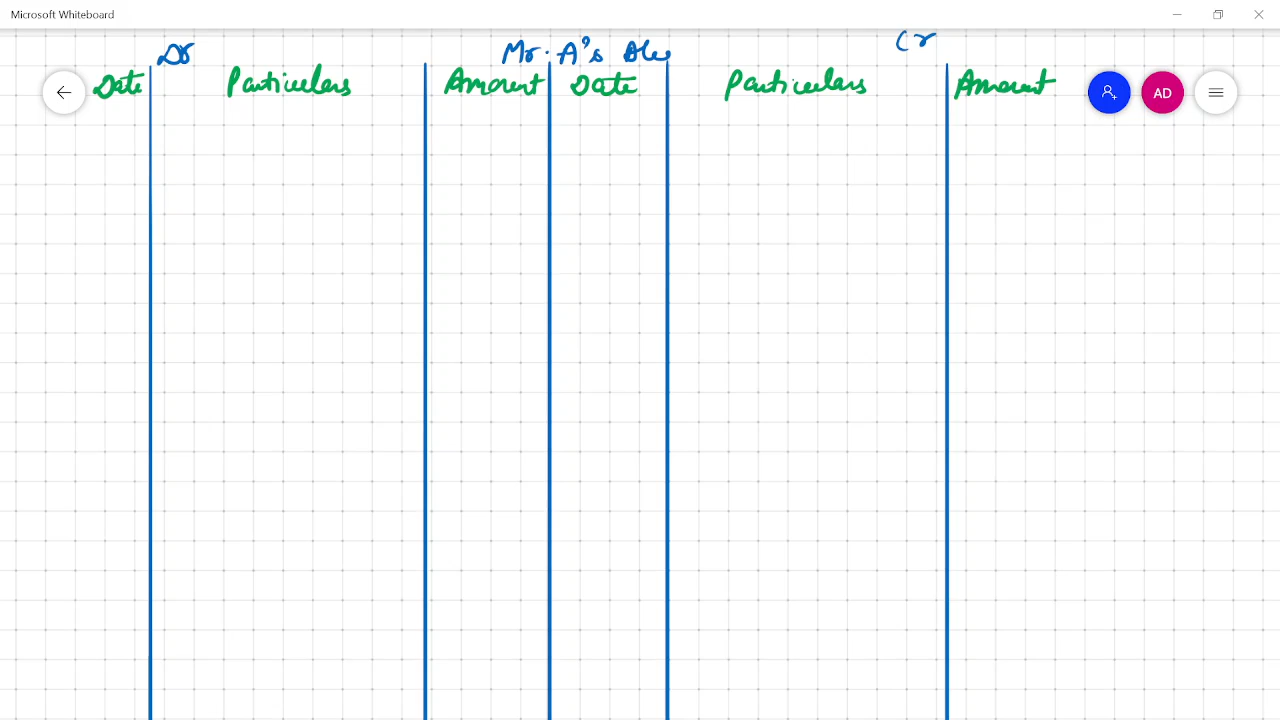 Microsoft Whiteboard
Dr Mr. A's A/c Cr
Date Particulars Amount Date Particulars Amount
AD